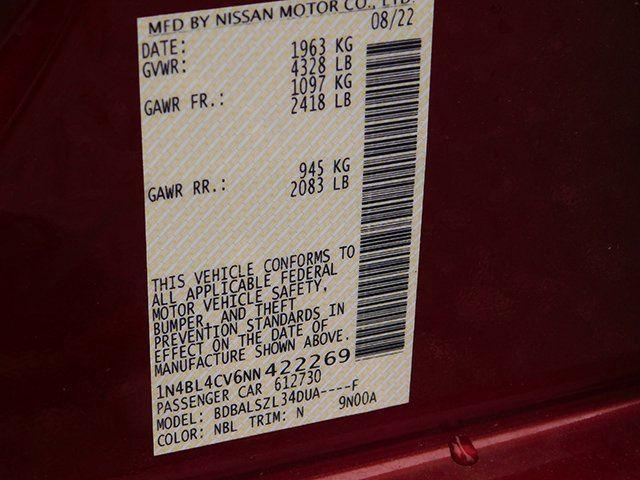 MFD BY NISSAN MOTOR CO., LTD.
DATE: 08/22
GVWR: 1963 KG
4328 LB
GAWR FR.: 1097 KG
2418 LB
GAWR RR.: 945 KG
2083 LB
THIS VEHICLE CONFORMS TO
ALL APPLICABLE FEDERAL
MOTOR VEHICLE SAFETY,
BUMPER, AND THEFT
PREVENTION STANDARDS IN
EFFECT ON THE DATE OF
MANUFACTURE SHOWN ABOVE.
1N4BL4CV6NN422269
PASSENGER CAR 612730
MODEL: BDBALSZL34DUA----F
COLOR: NBL TRIM: N 9N00A